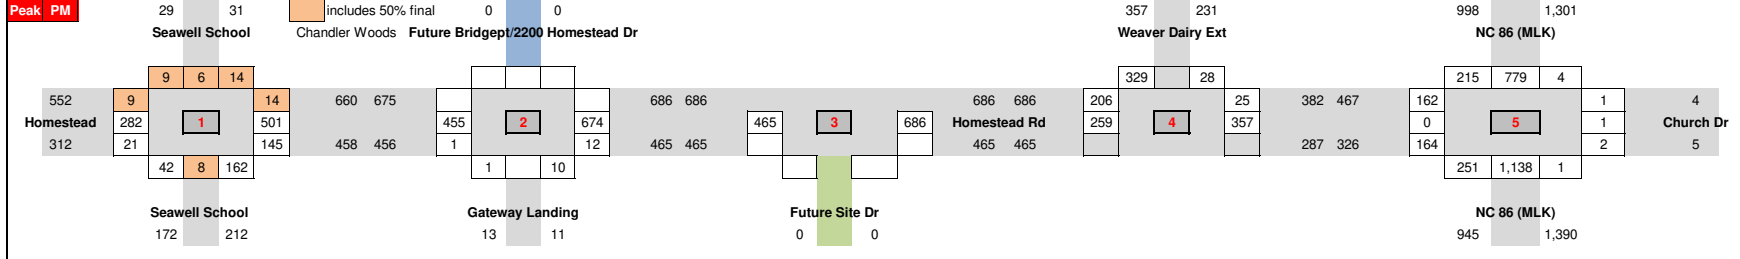 Peak PM 29 31 includes 50% final 0 0 357 231 998 1,301
Seawell School Chandler Woods Future Bridgept/2200 Homestead Dr Weaver Dairy Ext NC 86 (MLK)
9 6 14 329 28 215 779 4
552 9 14 660 675 686 686 686 686 206 25 382 467 162 1 4
Homestead 282 1 501 455 2 674 465 3 686 Homestead Rd 259 4 357 0 5 1 Church Dr
312 21 145 458 456 1 12 465 465 465 465 287 326 164 2 5
42 8 162 1 10 251 1,138 1
Seawell School Gateway Landing Future Site Dr NC 86 (MLK)
172 212 13 11 0 0 945 1,390